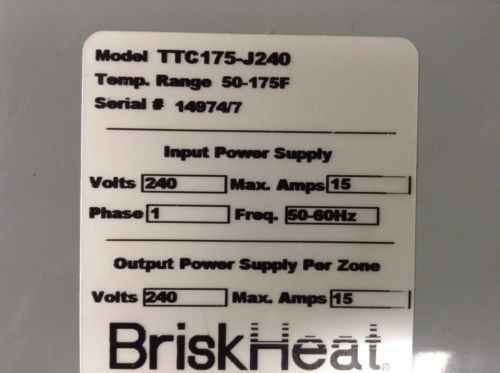 Model TTC175-J240
Temp. Range 50-175F
Serial # 14974/7
Input Power Supply
Volts 240 Max. Amps 15
Phase 1 Freq. 50-60Hz
Output Power Supply Per Zone
Volts 240 Max. Amps 15
BriskHeat